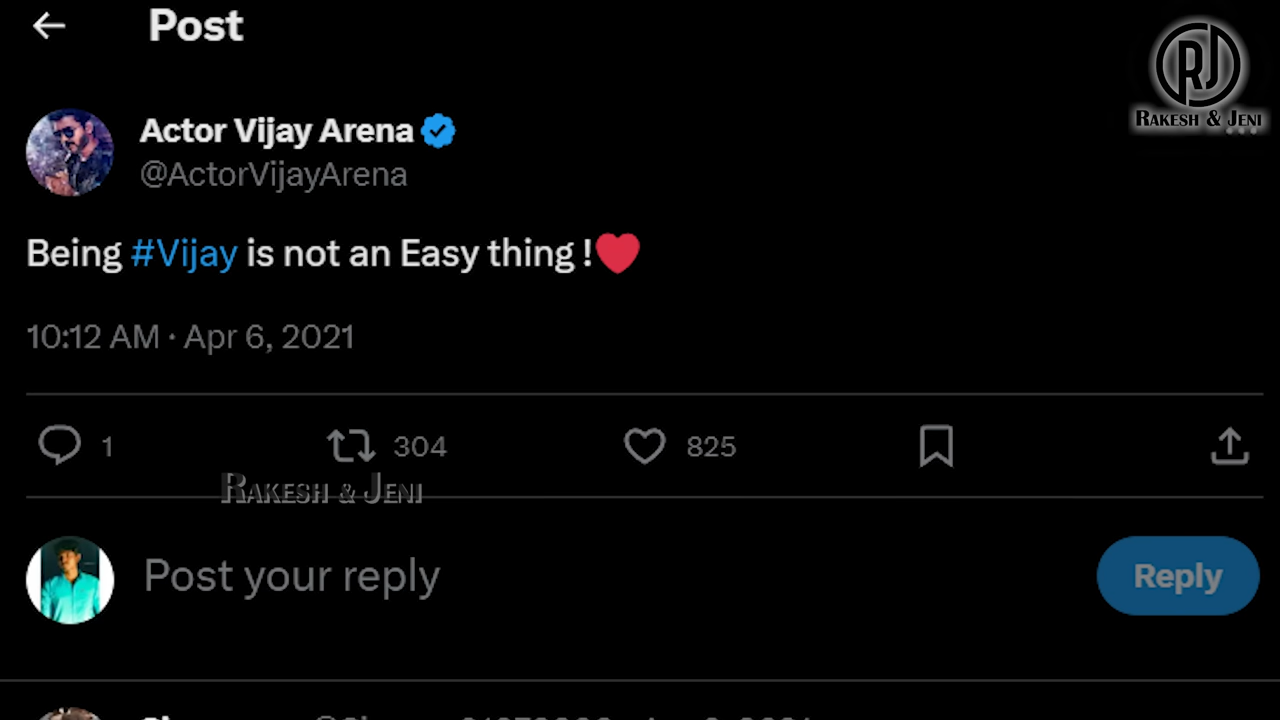 Post
RJ
RAKESH & JENI
Actor Vijay Arena
@ActorVijayArena
Being #Vijay is not an Easy thing !❤️
10:12 AM · Apr 6, 2021
1 304 825
RAKESH & JENI
Post your reply
Reply